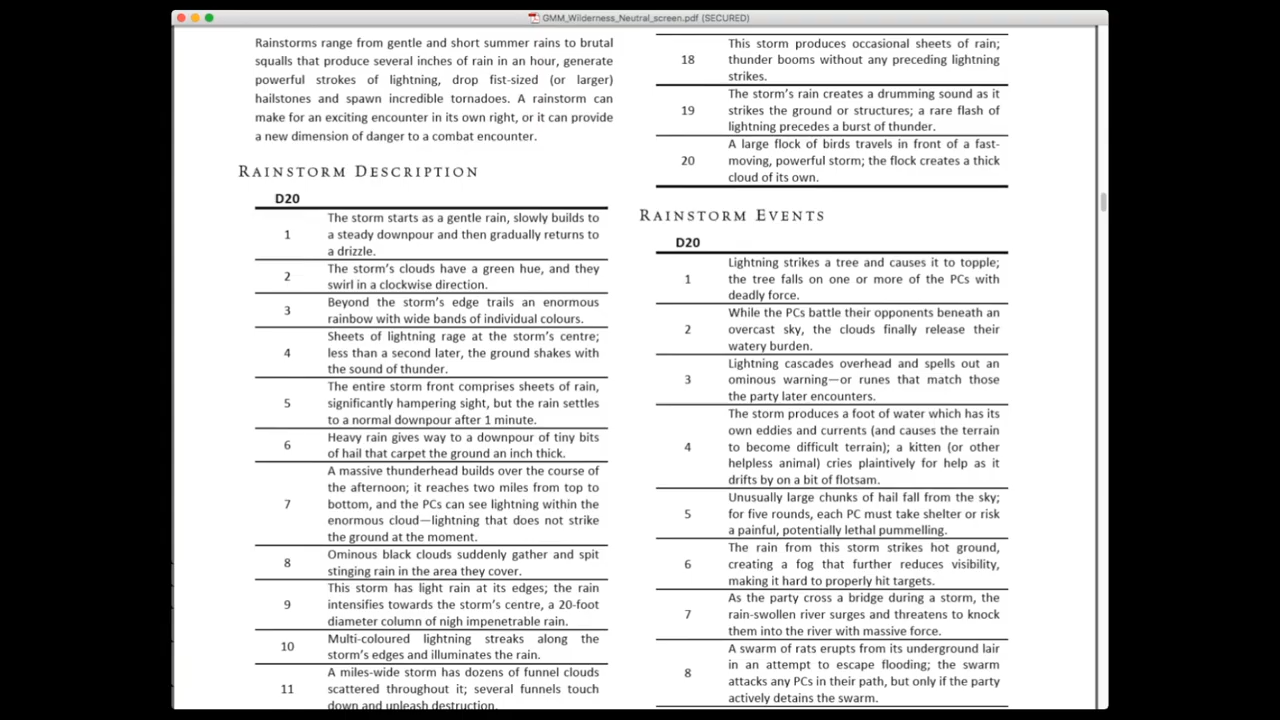 GMM_Wilderness_Neutral_screen.pdf (SECURED)
Rainstorms range from gentle and short summer rains to brutal
squalls that produce several inches of rain in an hour, generate
powerful strokes of lightning, drop fist-sized (or larger)
hailstones and spawn incredible tornadoes. A rainstorm can
make for an exciting encounter in its own right, or it can provide
a new dimension of danger to a combat encounter.
RAINSTORM DESCRIPTION
D20
1 The storm starts as a gentle rain, slowly builds to
a steady downpour and then gradually returns to
a drizzle.
2 The storm's clouds have a green hue, and they
swirl in a clockwise direction.
3 Beyond the storm's edge trails an enormous
rainbow with wide bands of individual colours.
4 Sheets of lightning rage at the storm's centre;
less than a second later, the ground shakes with
the sound of thunder.
5 The entire storm front comprises sheets of rain,
significantly hampering sight, but the rain settles
to a normal downpour after 1 minute.
6 Heavy rain gives way to a downpour of tiny bits
of hail that carpet the ground an inch thick.
7 A massive thunderhead builds over the course of
the afternoon; it reaches two miles from top to
bottom, and the PCs can see lightning within the
enormous cloud—lightning that does not strike
the ground at the moment.
8 Ominous black clouds suddenly gather and spit
stinging rain in the area they cover.
9 This storm has light rain at its edges; the rain
intensifies towards the storm's centre, a 20-foot
diameter column of nigh impenetrable rain.
10 Multi-coloured lightning streaks along the
storm's edges and illuminates the rain.
11 A miles-wide storm has dozens of funnel clouds
scattered throughout it; several funnels touch
down and unleash destruction.
18 This storm produces occasional sheets of rain;
thunder booms without any preceding lightning
strikes.
19 The storm's rain creates a drumming sound as it
strikes the ground or structures; a rare flash of
lightning precedes a burst of thunder.
20 A large flock of birds travels in front of a fast-
moving, powerful storm; the flock creates a thick
cloud of its own.
RAINSTORM EVENTS
D20
1 Lightning strikes a tree and causes it to topple;
the tree falls on one or more of the PCs with
deadly force.
2 While the PCs battle their opponents beneath an
overcast sky, the clouds finally release their
watery burden.
3 Lightning cascades overhead and spells out an
ominous warning—or runes that match those
the party later encounters.
4 The storm produces a foot of water which has its
own eddies and currents (and causes the terrain
to become difficult terrain); a kitten (or other
helpless animal) cries plaintively for help as it
drifts by on a bit of flotsam.
5 Unusually large chunks of hail fall from the sky;
for five rounds, each PC must take shelter or risk
a painful, potentially lethal pummelling.
6 The rain from this storm strikes hot ground,
creating a fog that further reduces visibility,
making it hard to properly hit targets.
7 As the party cross a bridge during a storm, the
rain-swollen river surges and threatens to knock
them into the river with massive force.
8 A swarm of rats erupts from its underground lair
in an attempt to escape flooding; the swarm
attacks any PCs in their path, but only if the party
actively detains the swarm.